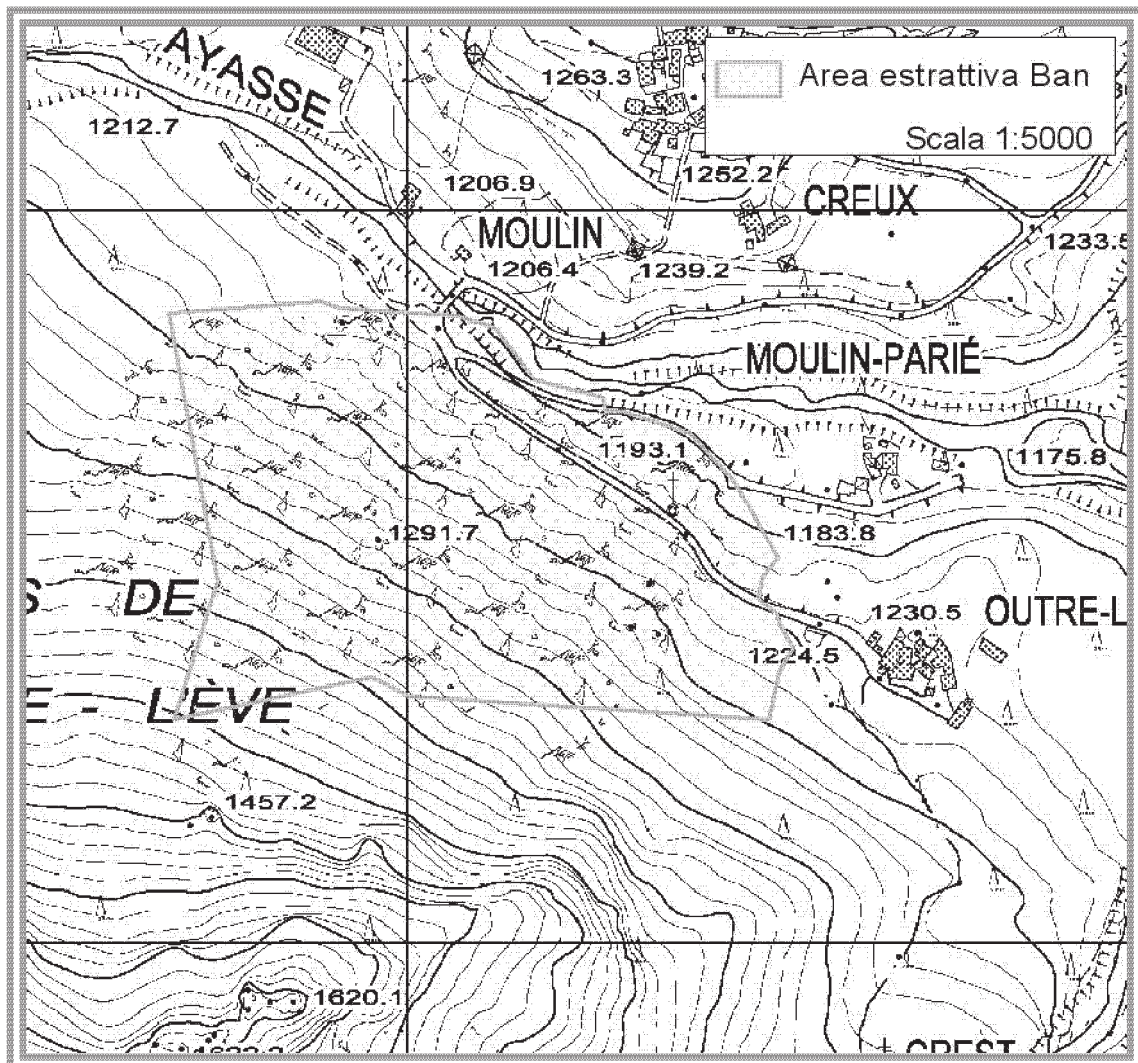 AYASSE
1263.3
Area estrattiva Ban
Scala 1:5000
1212.7
1206.9
1252.2
CREUX
MOULIN
1233.5
1206.4
1239.2
MOULIN-PARIÉ
1193.1
1175.8
1291.7
1183.8
S DE
1230.5
OUTRE-L
1224.5
E - L'ÈVE
1457.2
1620.1
CREST